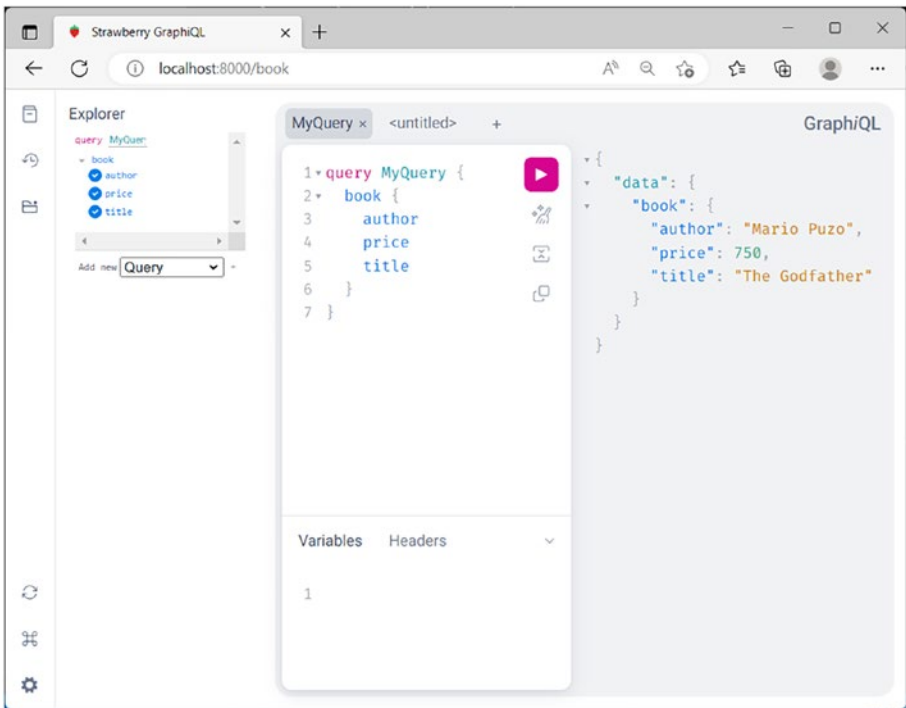 Strawberry GraphiQL
localhost:8000/book
Explorer
query MyQuer
book
author
price
title
Add new Query
MyQuery
<untitled>
GraphiQL
1 query MyQuery {
2 book {
3 author
4 price
5 title
6 }
7 }
{
"data": {
"book": {
"author": "Mario Puzo",
"price": 750,
"title": "The Godfather"
}
}
}
Variables Headers
1